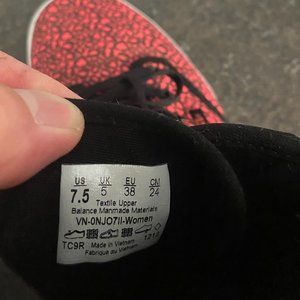 US UK EU CM
7.5 5 38 24
Textile Upper
Balance Manmade Materials
VN-0NJO7II-Women
TC9R Made in Vietnam 1212
Fabriqué au Vietnam